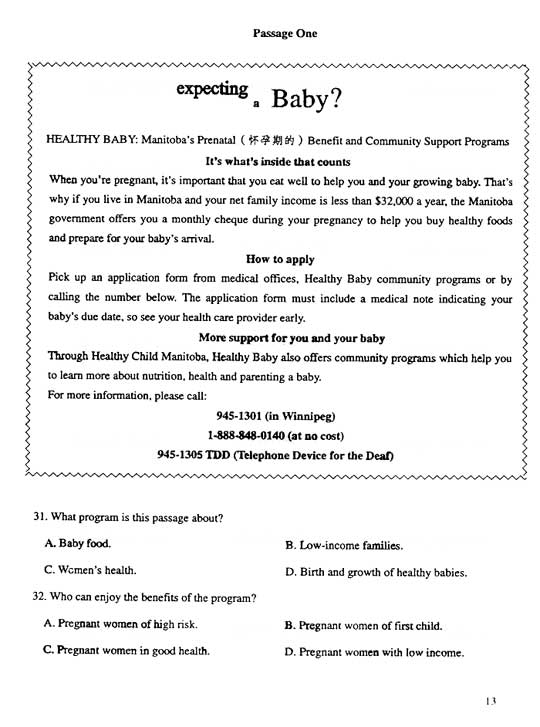 Passage One
expecting a Baby?
HEALTHY BABY: Manitoba's Prenatal（怀孕期的）Benefit and Community Support Programs
It's what's inside that counts
When you're pregnant, it's important that you eat well to help you and your growing baby. That's
why if you live in Manitoba and your net family income is less than $32,000 a year, the Manitoba
government offers you a monthly cheque during your pregnancy to help you buy healthy foods
and prepare for your baby's arrival.
How to apply
Pick up an application form from medical offices, Healthy Baby community programs or by
calling the number below. The application form must include a medical note indicating your
baby's due date, so see your health care provider early.
More support for you and your baby
Through Healthy Child Manitoba, Healthy Baby also offers community programs which help you
to learn more about nutrition, health and parenting a baby.
For more information, please call:
945-1301 (in Winnipeg)
1-888-848-0140 (at no cost)
945-1305 TDD (Telephone Device for the Deaf)
31. What program is this passage about?
A. Baby food. B. Low-income families.
C. Women's health. D. Birth and growth of healthy babies.
32. Who can enjoy the benefits of the program?
A. Pregnant women of high risk. B. Pregnant women of first child.
C. Pregnant women in good health. D. Pregnant women with low income.
13